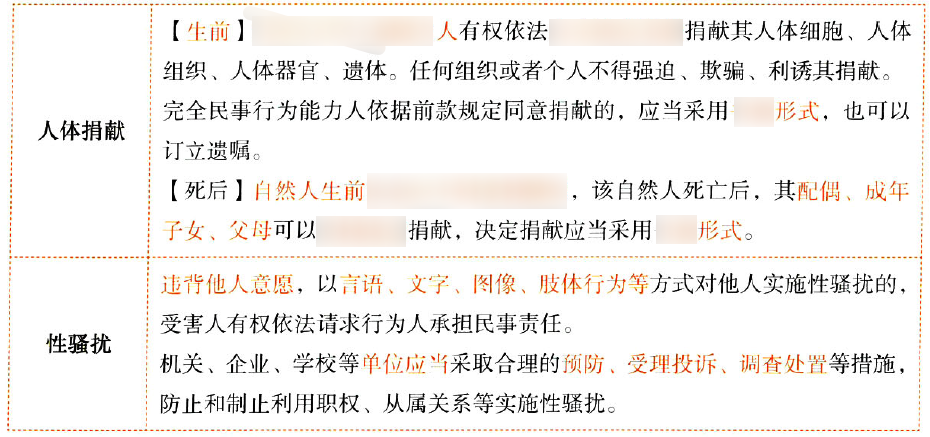 人体捐献
【生前】 人有权依法 捐献其人体细胞、人体
组织、人体器官、遗体。任何组织或者个人不得强迫、欺骗、利诱其捐献。
完全民事行为能力人依据前款规定同意捐献的，应当采用 形式，也可以
订立遗嘱。
【死后】自然人生前 ，该自然人死亡后，其配偶、成年
子女、父母可以 捐献，决定捐献应当采用 形式。
性骚扰
违背他人意愿，以言语、文字、图像、肢体行为等方式对他人实施性骚扰的，
受害人有权依法请求行为人承担民事责任。
机关、企业、学校等单位应当采取合理的预防、受理投诉、调查处置等措施，
防止和制止利用职权、从属关系等实施性骚扰。